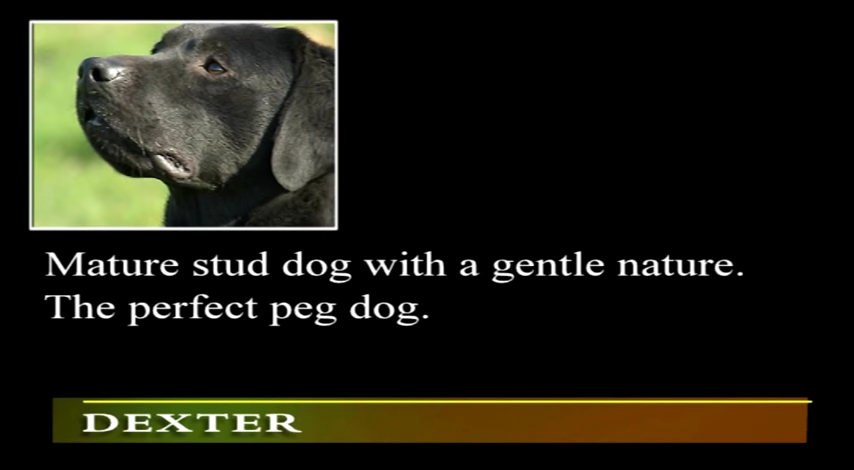 Mature stud dog with a gentle nature.
The perfect peg dog.
DEXTER